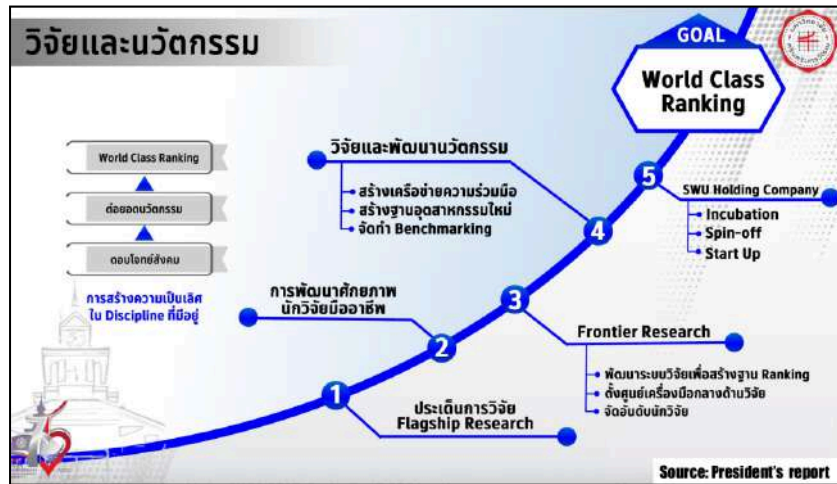 วิจัยและนวัตกรรม
GOAL
World Class
Ranking
World Class Ranking
ต่อยอดนวัตกรรม
ตอบโจทย์สังคม
การสร้างความเป็นเลิศ
ใน Discipline ที่มีอยู่
1
ประเด็นการวิจัย
Flagship Research
2
การพัฒนาศักยภาพ
นักวิจัยมืออาชีพ
3
Frontier Research
พัฒนาระบบวิจัยเพื่อสร้างฐาน Ranking
ตั้งศูนย์เครื่องมือกลางด้านวิจัย
จัดอันดับนักวิจัย
4
วิจัยและพัฒนานวัตกรรม
สร้างเครือข่ายความร่วมมือ
สร้างฐานอุตสาหกรรมใหม่
จัดทำ Benchmarking
5
SWU Holding Company
Incubation
Spin-off
Start Up
Source: President's report